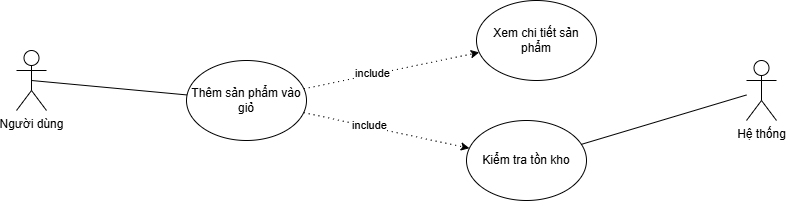 Xem chi tiết sản
phẩm
include
Thêm sản phẩm vào
giỏ
Người dùng
include
Kiểm tra tồn kho
Hệ thống